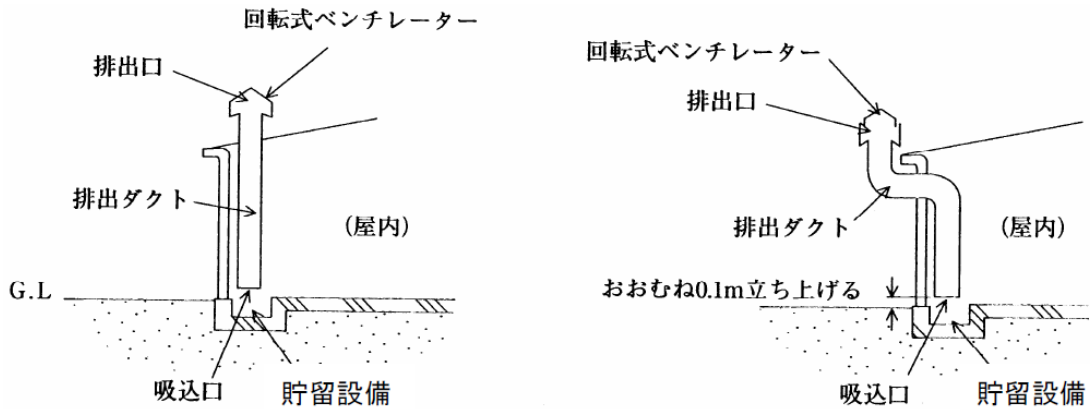 回転式ベンチレーター
排出口
排出ダクト
(屋内)
G.L
吸込口
貯留設備
回転式ベンチレーター
排出口
排出ダクト
(屋内)
おおむね0.1m立ち上げる
吸込口
貯留設備